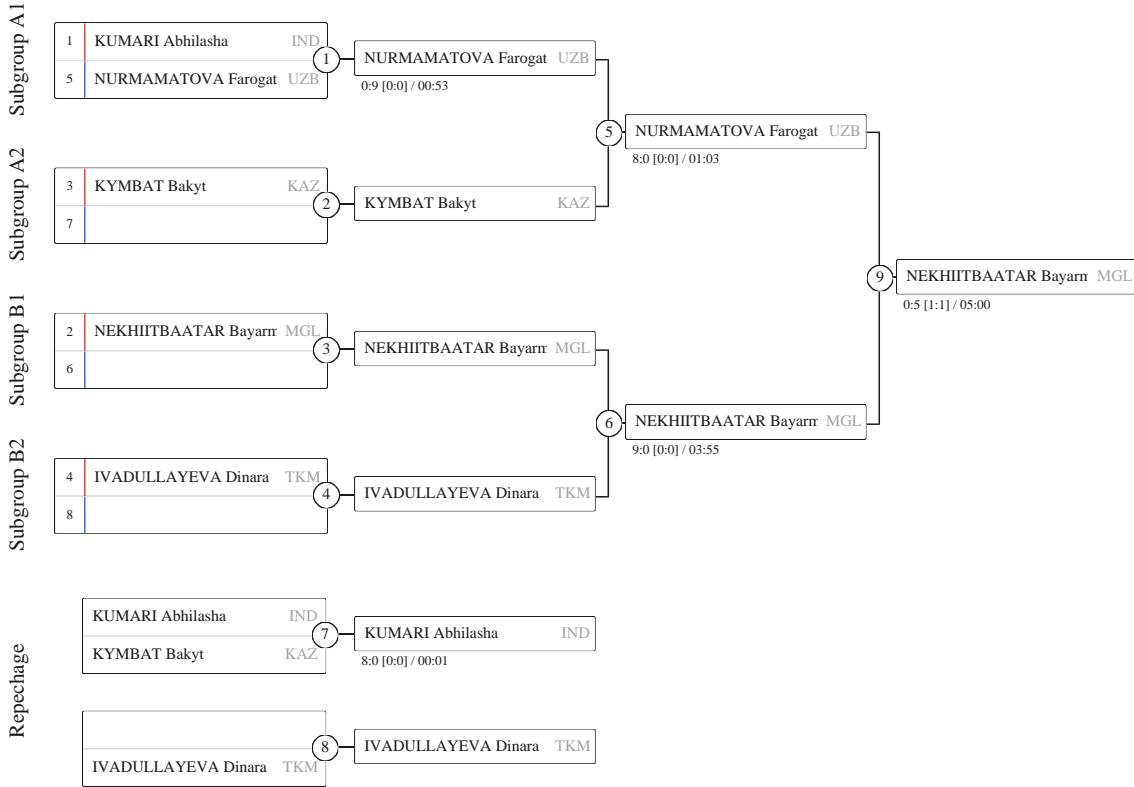 Subgroup A1
1 KUMARI Abhilasha IND
5 NURMAMATOVA Farogat UZB
1
NURMAMATOVA Farogat UZB
0:9 [0:0] / 00:53
5
NURMAMATOVA Farogat UZB
8:0 [0:0] / 01:03
Subgroup A2
3 KYMBAT Bakyt KAZ
7
2
KYMBAT Bakyt KAZ
9
NEKHIITBAATAR Bayarm MGL
0:5 [1:1] / 05:00
Subgroup B1
2 NEKHIITBAATAR Bayarm MGL
6
3
NEKHIITBAATAR Bayarm MGL
6
NEKHIITBAATAR Bayarm MGL
9:0 [0:0] / 03:55
Subgroup B2
4 IVADULLAYEVA Dinara TKM
8
4
IVADULLAYEVA Dinara TKM
Repechage
KUMARI Abhilasha IND
KYMBAT Bakyt KAZ
7
KUMARI Abhilasha IND
8:0 [0:0] / 00:01
IVADULLAYEVA Dinara TKM
8
IVADULLAYEVA Dinara TKM